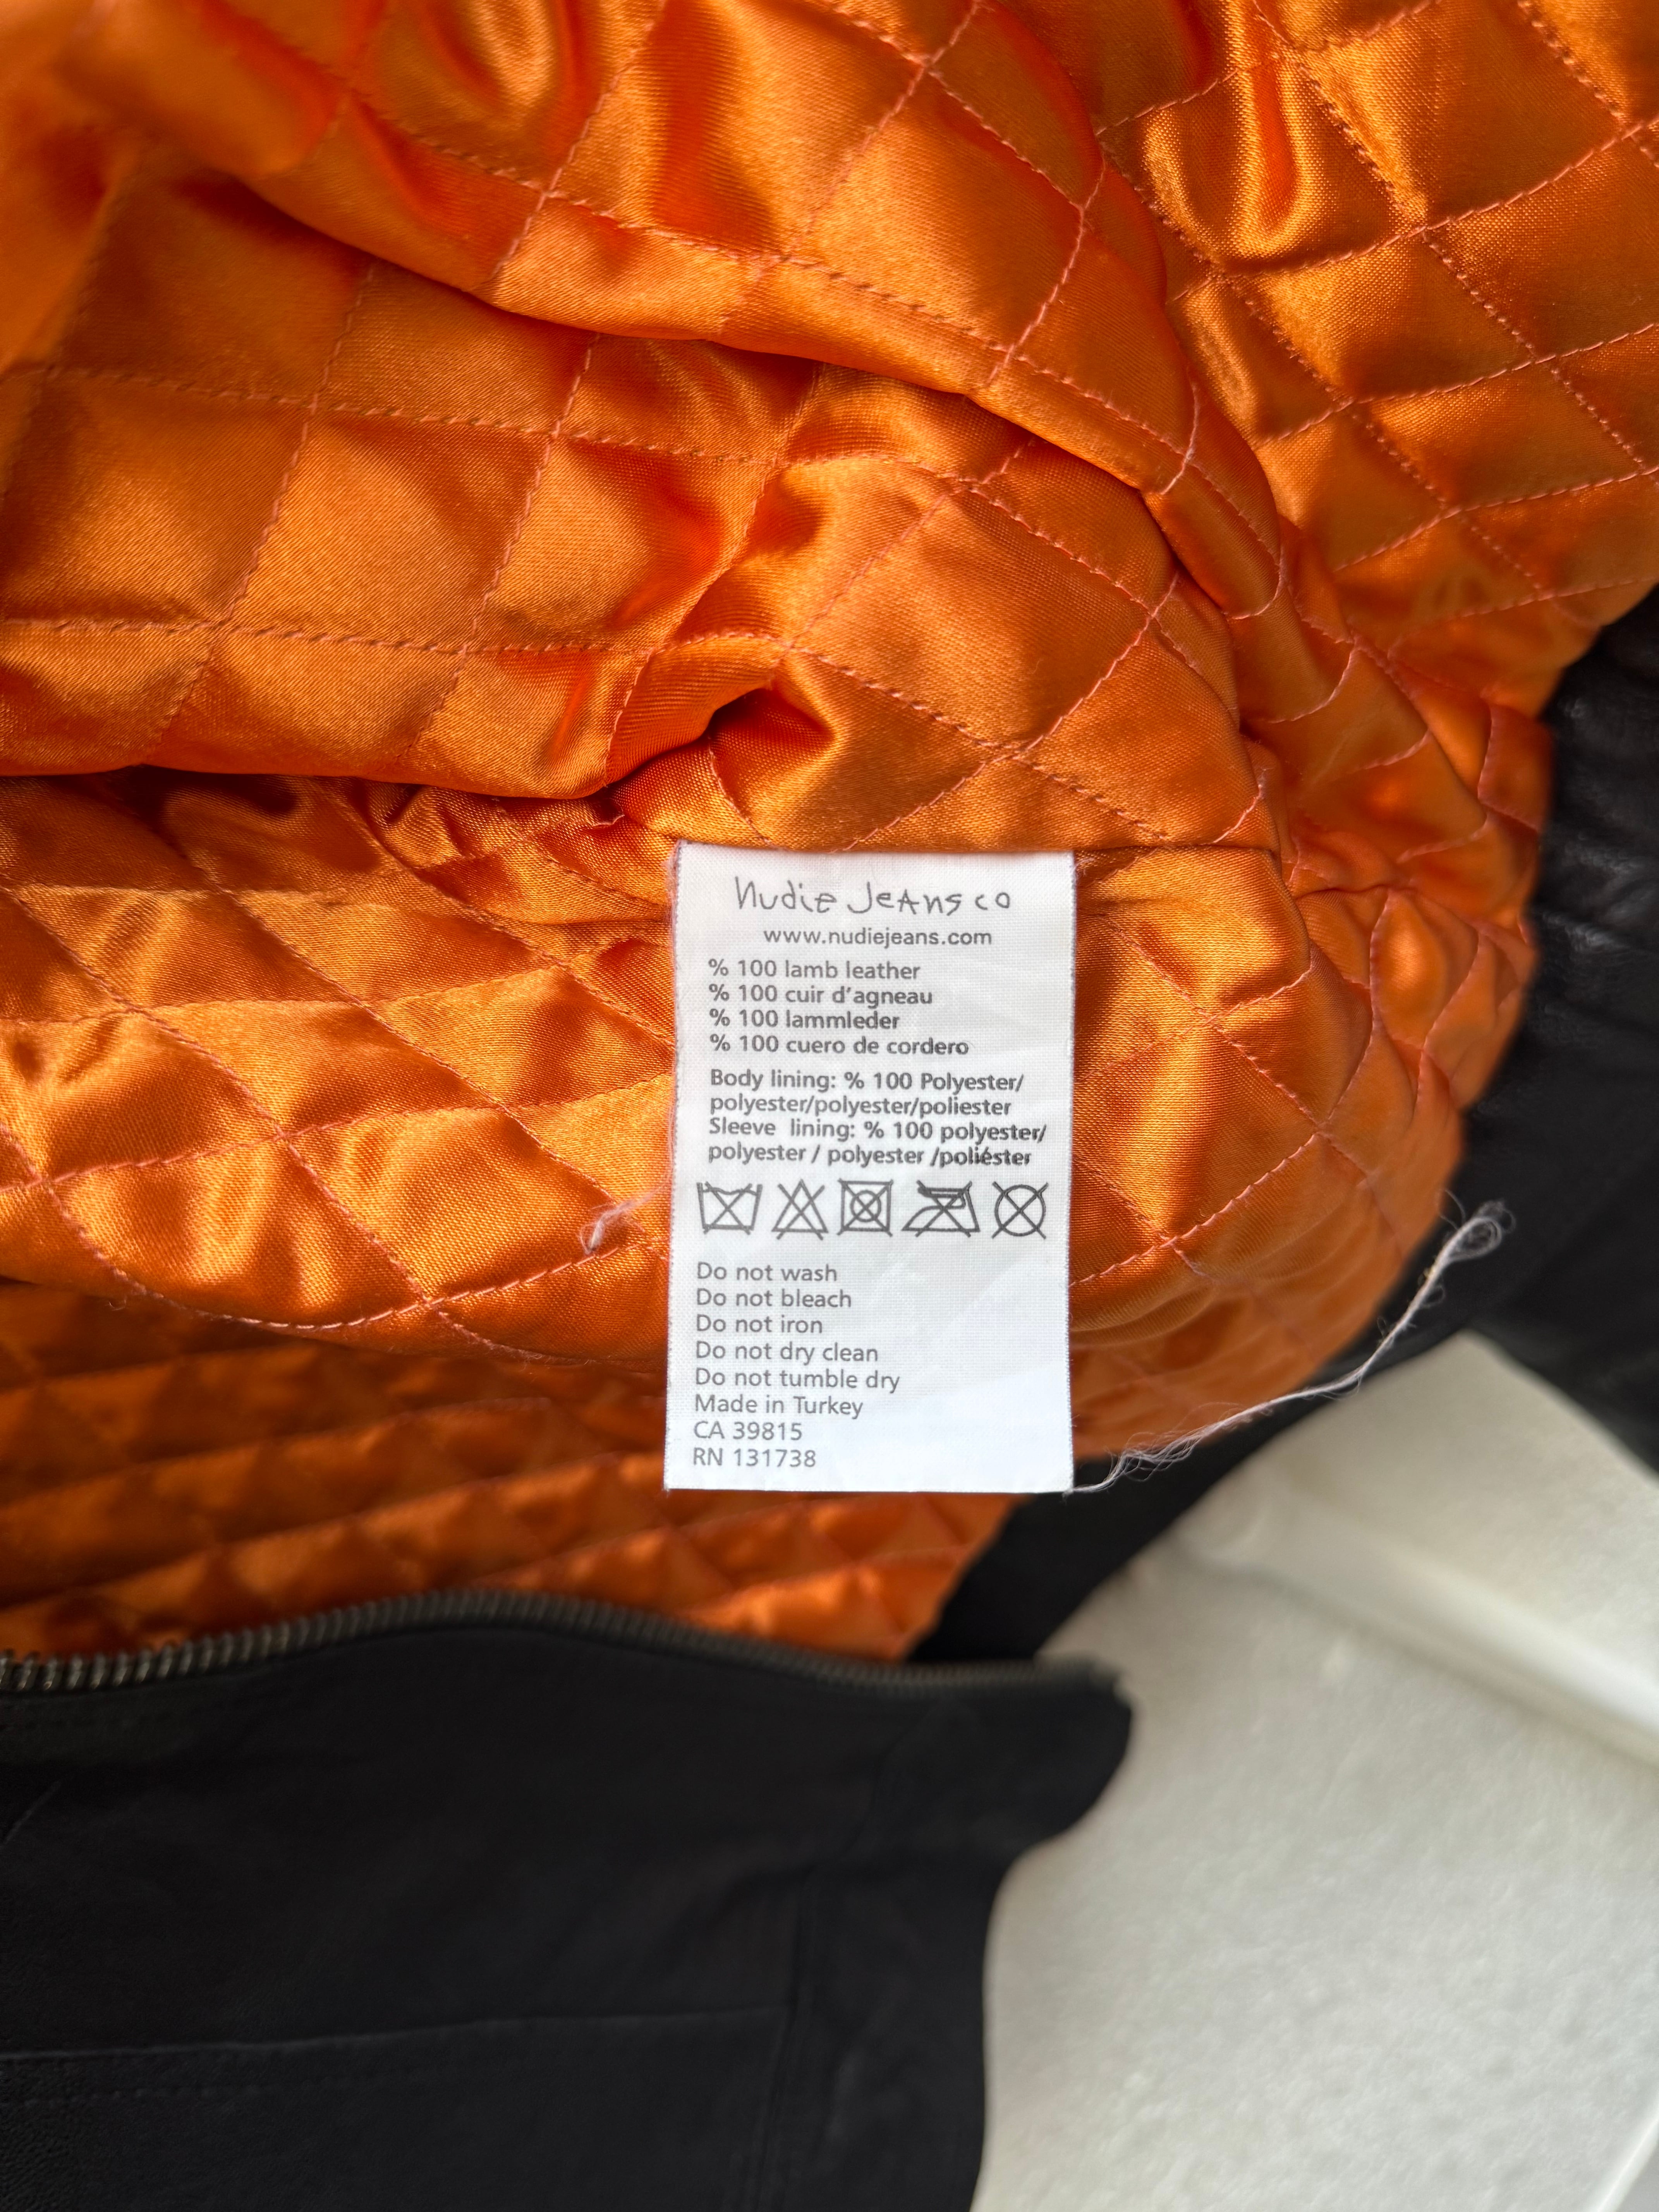 Nudie Jeans co
www.nudiejeans.com
% 100 lamb leather
% 100 cuir d'agneau
% 100 lammleder
% 100 cuero de cordero
Body lining: % 100 Polyester/
polyester/polyester/poliester
Sleeve lining: % 100 polyester/
polyester / polyester /poliéster
Do not wash
Do not bleach
Do not iron
Do not dry clean
Do not tumble dry
Made in Turkey
CA 39815
RN 131738